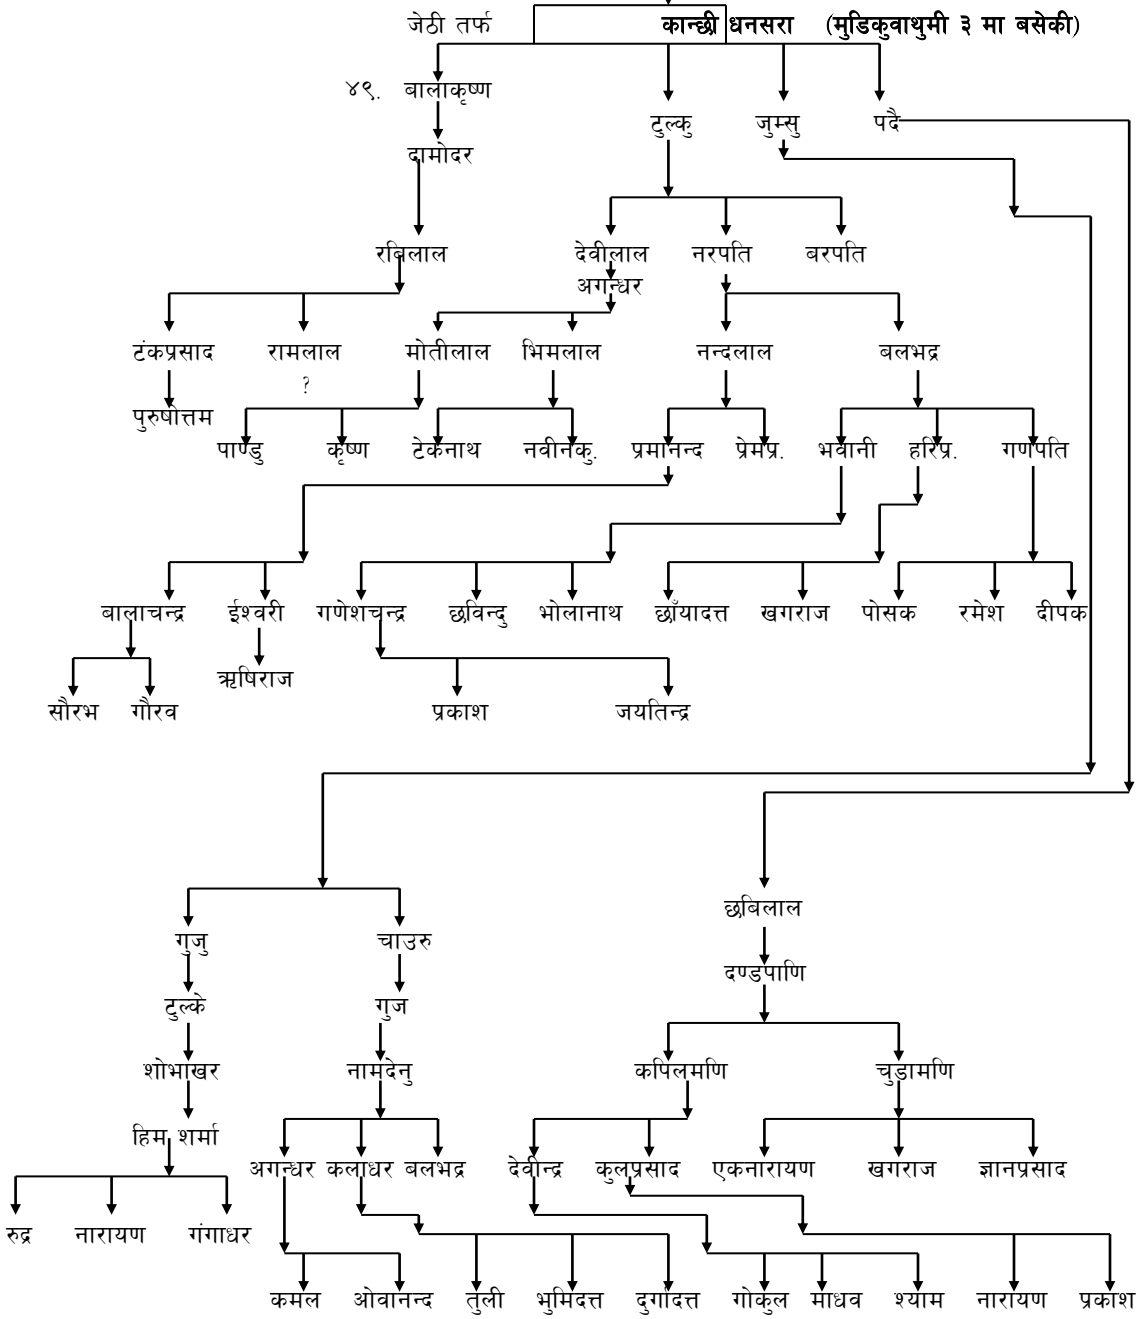 जेठी तर्फ कान्छी धनसरा (मुडिकुवाथुमी ३ मा बसेकी)
४९. बालाकृष्ण
टुल्कु जुम्सु पदै
दामोदर
रबिलाल देवीलाल नरपति बरपति
अगन्धर
टंकप्रसाद रामलाल मोतीलाल भिमलाल नन्दलाल बलभद्र
?
पुरुषोत्तम
पाण्डु कृष्ण टेकनाथ नवीनकु. प्रमानन्द प्रेमप्र. भवानी हरिप्र. गणपति
बालाचन्द्र ईश्वरी गणेशचन्द्र छविन्दु भोलानाथ छाँयादत्त खगराज पोसक रमेश दीपक
ऋषिराज
सौरभ गौरव प्रकाश जयतिन्द्र
छबिलाल
गुजु चाउरु
दण्डपाणि
टुल्के गुज
शोभाखर नामदेनु कपिलमणि चुडामणि
हिम शर्मा
अगन्धर कलाधर बलभद्र देवीन्द्र कुलप्रसाद एकनारायण खगराज ज्ञानप्रसाद
रुद्र नारायण गंगाधर
कमल ओवानन्द तुली भुमिदत्त दुर्गादत्त गोकुल माधव श्याम नारायण प्रकाश